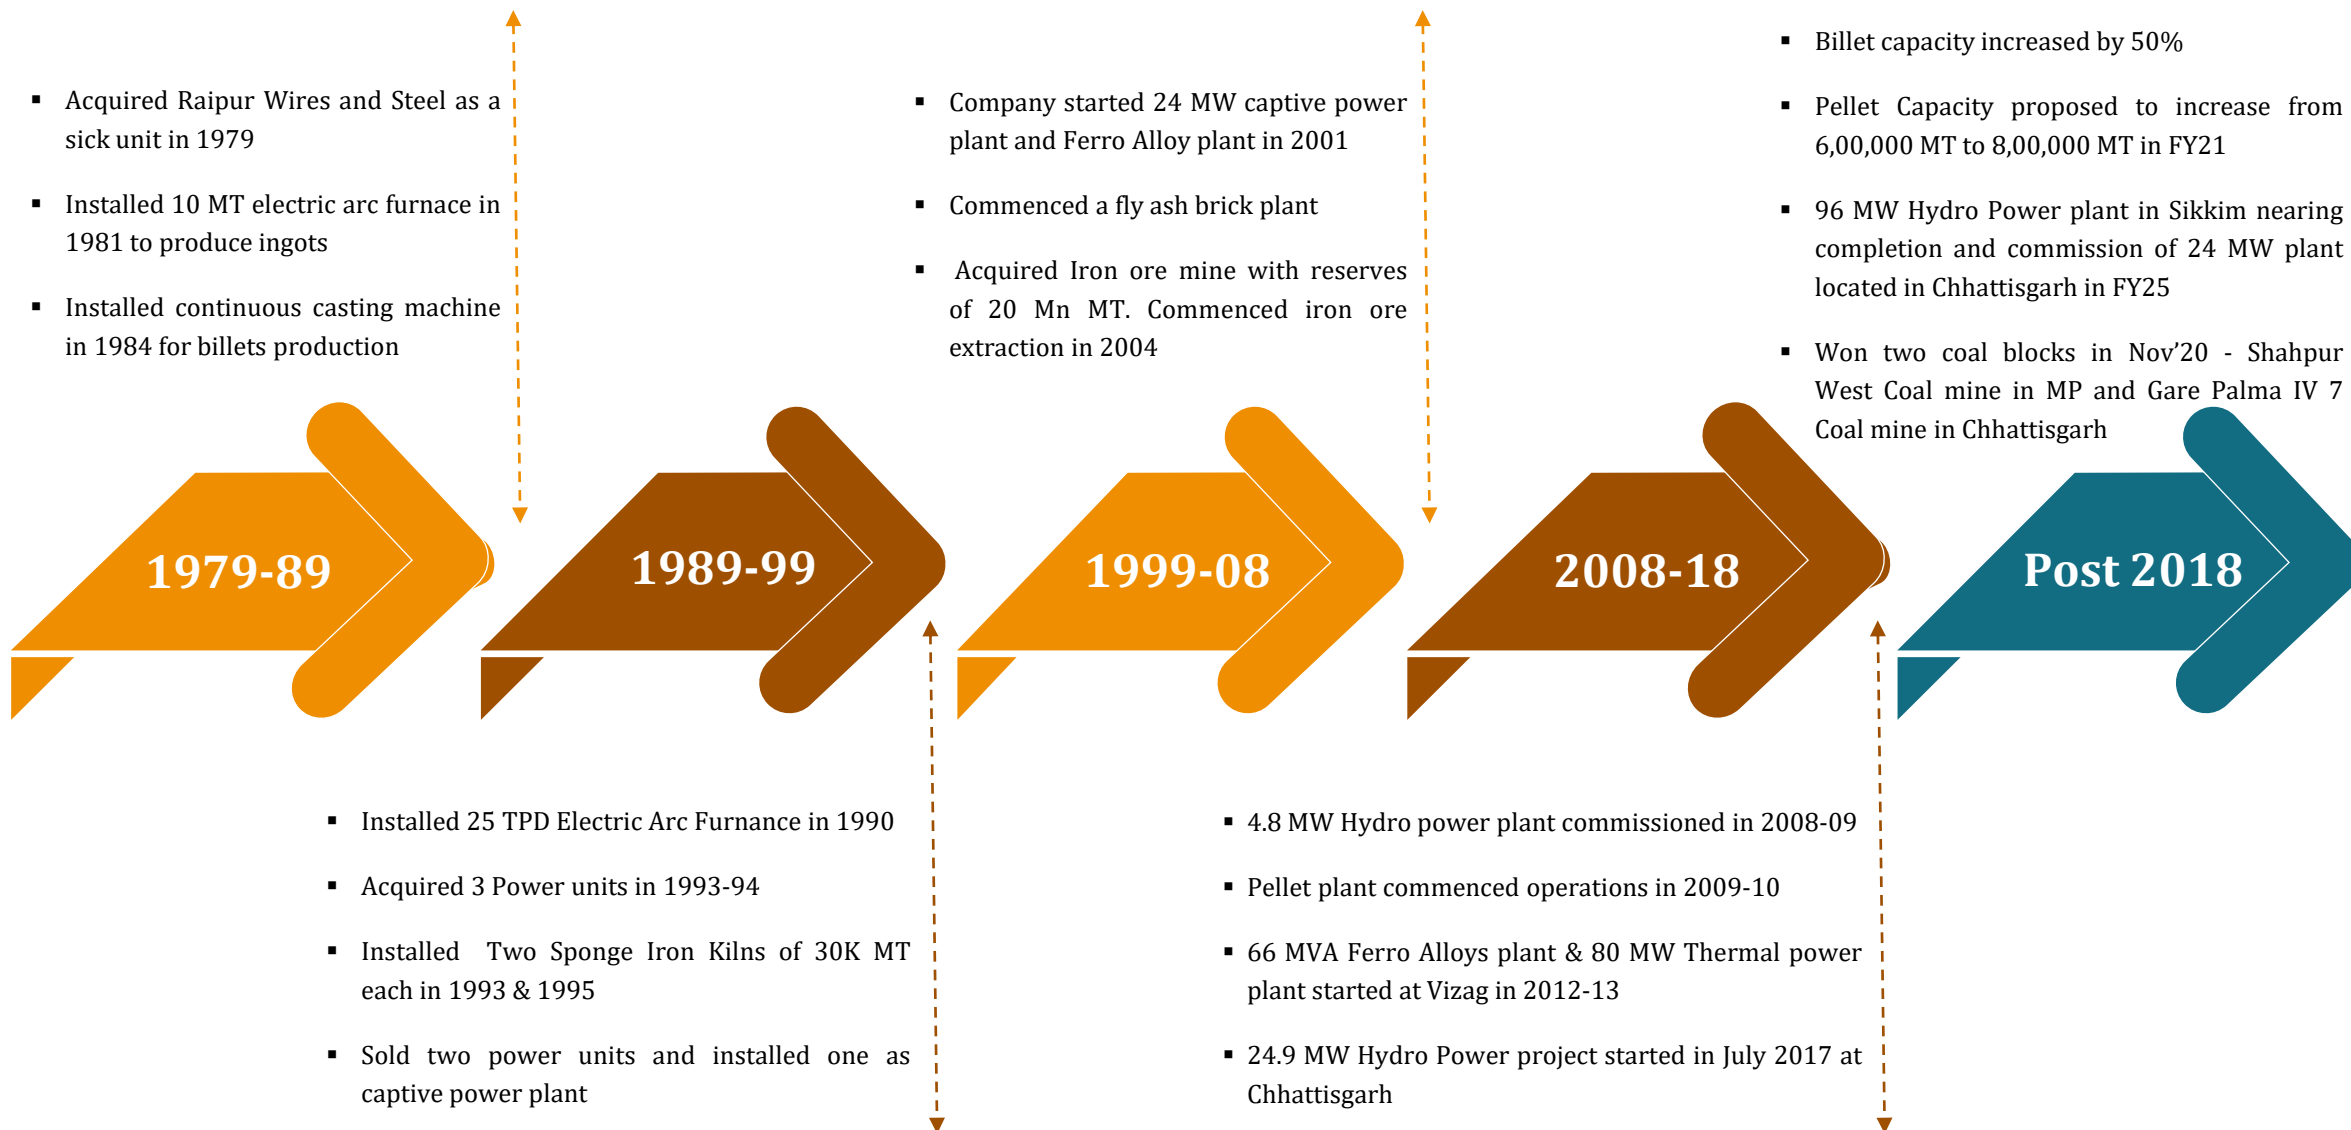 ▪ Acquired Raipur Wires and Steel as a
sick unit in 1979
▪ Installed 10 MT electric arc furnace in
1981 to produce ingots
▪ Installed continuous casting machine
in 1984 for billets production
▪ Company started 24 MW captive power
plant and Ferro Alloy plant in 2001
▪ Commenced a fly ash brick plant
▪ Acquired Iron ore mine with reserves
of 20 Mn MT. Commenced iron ore
extraction in 2004
▪ Billet capacity increased by 50%
▪ Pellet Capacity proposed to increase from
6,00,000 MT to 8,00,000 MT in FY21
▪ 96 MW Hydro Power plant in Sikkim nearing
completion and commission of 24 MW plant
located in Chhattisgarh in FY25
▪ Won two coal blocks in Nov’20 - Shahpur
West Coal mine in MP and Gare Palma IV 7
Coal mine in Chhattisgarh
1979-89
1989-99
1999-08
2008-18
Post 2018
▪ Installed 25 TPD Electric Arc Furnance in 1990
▪ Acquired 3 Power units in 1993-94
▪ Installed Two Sponge Iron Kilns of 30K MT
each in 1993 & 1995
▪ Sold two power units and installed one as
captive power plant
▪ 4.8 MW Hydro power plant commissioned in 2008-09
▪ Pellet plant commenced operations in 2009-10
▪ 66 MVA Ferro Alloys plant & 80 MW Thermal power
plant started at Vizag in 2012-13
▪ 24.9 MW Hydro Power project started in July 2017 at
Chhattisgarh